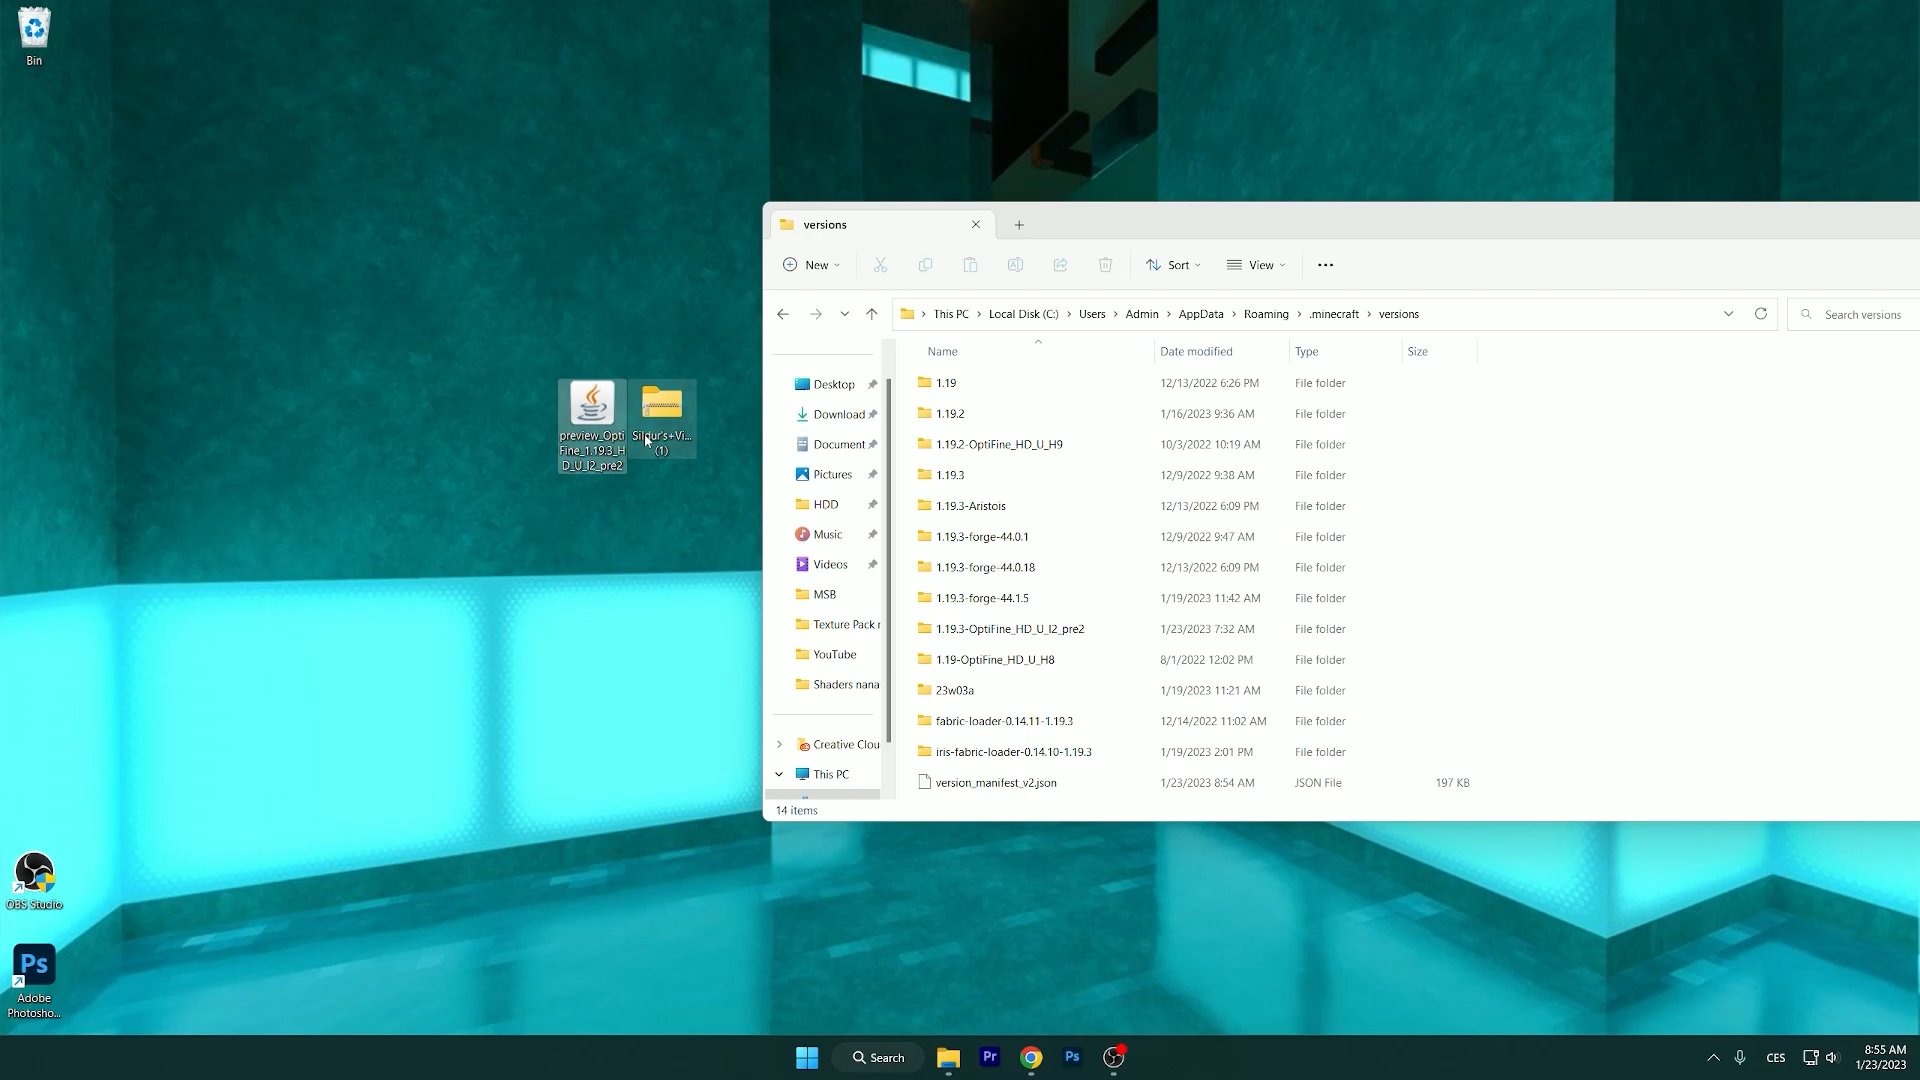 Bin
preview_Opti
Fine_1.19.3_H
D_U_I2_pre2
Sildur's+Vi...
(1)
OBS Studio
Ps
Adobe
Photosho...
versions
New
Sort
View
This PC
Local Disk (C:)
Users
Admin
AppData
Roaming
.minecraft
versions
Search versions
Name
Date modified
Type
Size
Desktop
Download
Document
Pictures
HDD
Music
Videos
MSB
Texture Pack r
YouTube
Shaders nana
Creative Clou
This PC
1.19 12/13/2022 6:26 PM File folder
1.19.2 1/16/2023 9:36 AM File folder
1.19.2-OptiFine_HD_U_H9 10/3/2022 10:19 AM File folder
1.19.3 12/9/2022 9:38 AM File folder
1.19.3-Aristois 12/13/2022 6:09 PM File folder
1.19.3-forge-44.0.1 12/9/2022 9:47 AM File folder
1.19.3-forge-44.0.18 12/13/2022 6:09 PM File folder
1.19.3-forge-44.1.5 1/19/2023 11:42 AM File folder
1.19.3-OptiFine_HD_U_I2_pre2 1/23/2023 7:32 AM File folder
1.19-OptiFine_HD_U_H8 8/1/2022 12:02 PM File folder
23w03a 1/19/2023 11:21 AM File folder
fabric-loader-0.14.11-1.19.3 12/14/2022 11:02 AM File folder
iris-fabric-loader-0.14.10-1.19.3 1/19/2023 2:01 PM File folder
version_manifest_v2.json 1/23/2023 8:54 AM JSON File 197 KB
14 items
Search
Pr
Ps
CES
8:55 AM
1/23/2023